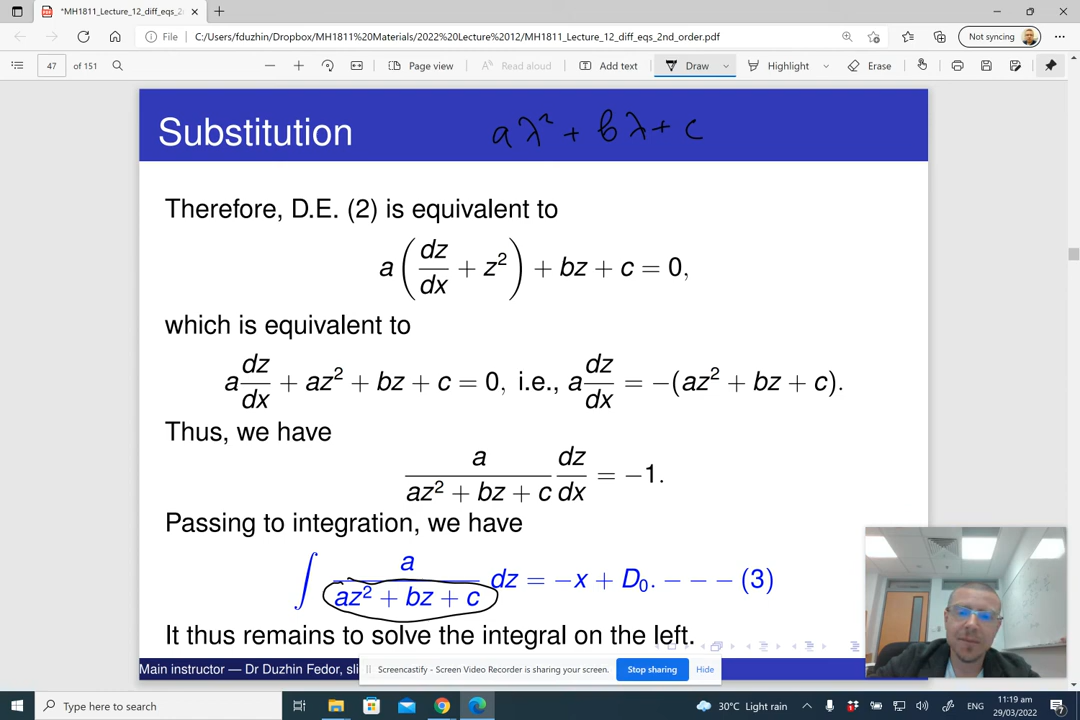 *MH1811_Lecture_12_diff_eqs_2nd_
File
C:/Users/fduzhin/Dropbox/MH1811%20Materials/2022%20Lecture%2012/MH1811_Lecture_12_diff_eqs_2nd_order.pdf
Not syncing
47 of 151
Page view
Read aloud
Add text
Draw
Highlight
Erase
Substitution
aλ² + bλ + c
Therefore, D.E. (2) is equivalent to
a(dz/dx + z²) + bz + c = 0,
which is equivalent to
a dz/dx + az² + bz + c = 0, i.e., a dz/dx = −(az² + bz + c).
Thus, we have
a/(az² + bz + c) dz/dx = −1.
Passing to integration, we have
∫ a/(az² + bz + c) dz = −x + D₀. − − − (3)
It thus remains to solve the integral on the left.
Main instructor — Dr Duzhin Fedor, sli
Screencastify - Screen Video Recorder is sharing your screen.
Stop sharing
Hide
Type here to search
30°C Light rain
ENG
11:19 am
29/03/2022
7